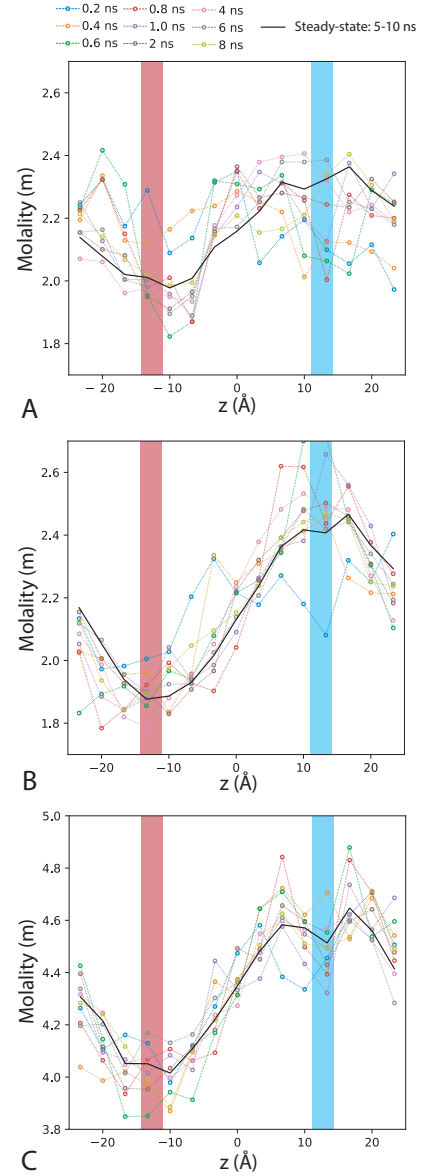 0.2 ns 0.8 ns 4 ns Steady-state: 5-10 ns
0.4 ns 1.0 ns 6 ns
0.6 ns 2 ns 8 ns
2.6
2.4
2.2
2.0
1.8
Molality (m)
− 20 − 10 0 10 20
z (Å)
A
2.6
2.4
2.2
2.0
1.8
Molality (m)
−20 −10 0 10 20
z (Å)
B
5.0
4.8
4.6
4.4
4.2
4.0
3.8
Molality (m)
−20 −10 0 10 20
z (Å)
C